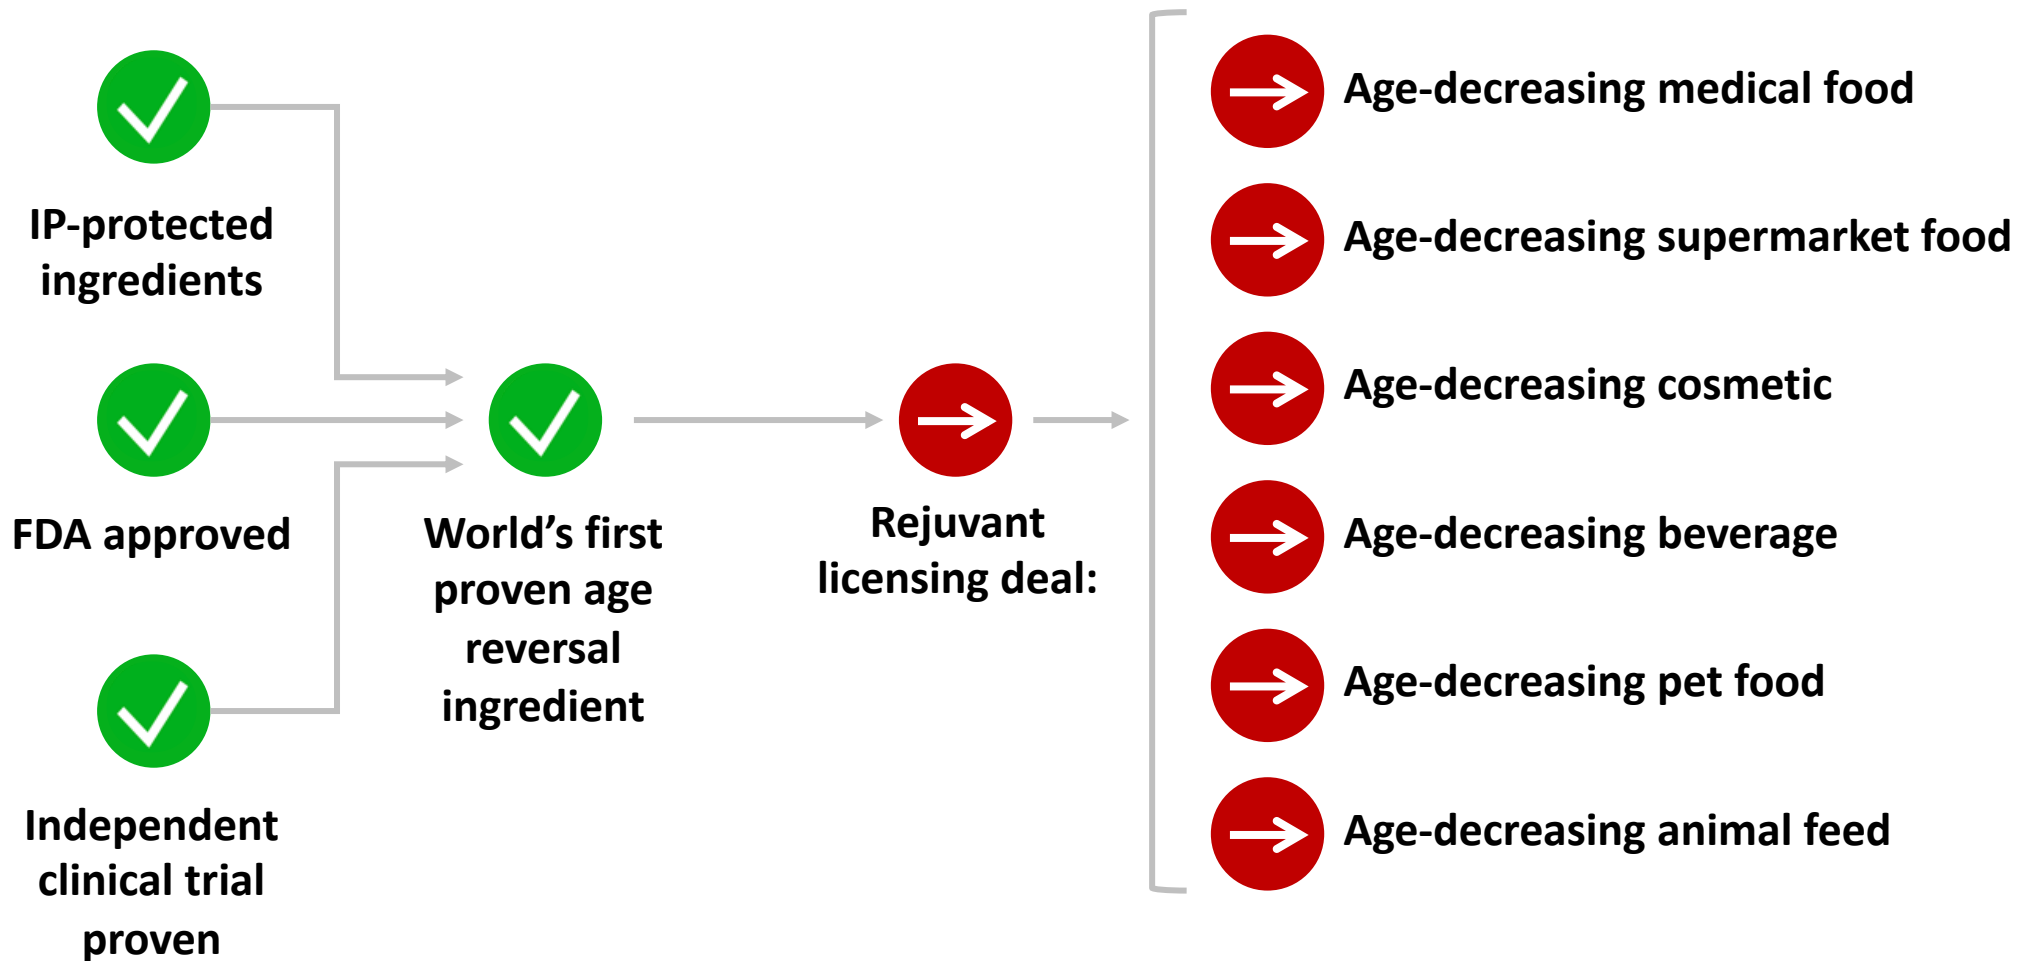 IP-protected
ingredients
FDA approved
Independent
clinical trial
proven
World’s first
proven age
reversal
ingredient
Rejuvant
licensing deal:
Age-decreasing medical food
Age-decreasing supermarket food
Age-decreasing cosmetic
Age-decreasing beverage
Age-decreasing pet food
Age-decreasing animal feed